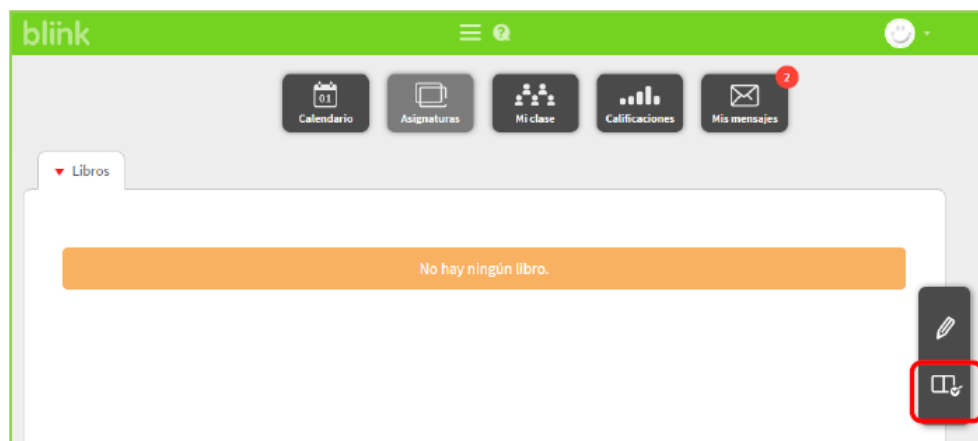 blink
01
Calendario
Asignaturas
Mi clase
Calificaciones
2
Mis mensajes
Libros
No hay ningún libro.